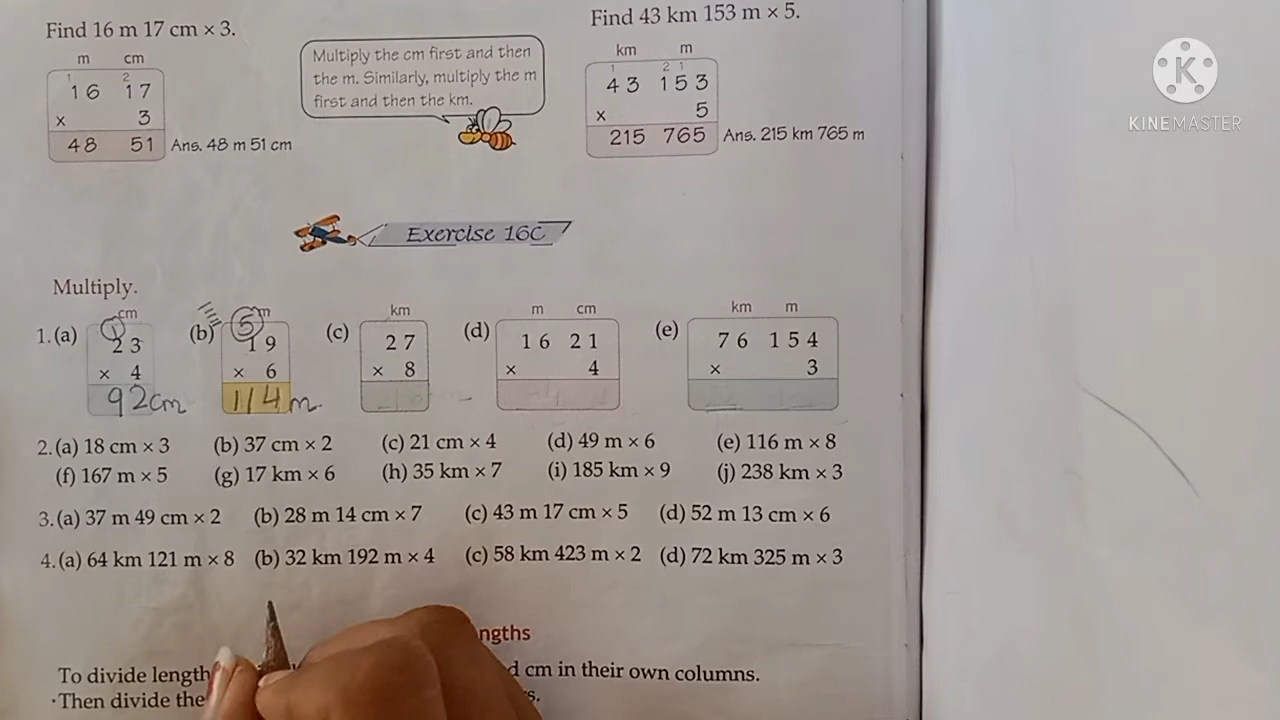 Find 16 m 17 cm × 3.
m cm
1 2
16 17
× 3
48 51 Ans. 48 m 51 cm
Multiply the cm first and then
the m. Similarly, multiply the m
first and then the km.
Find 43 km 153 m × 5.
km m
1 2 1
43 153
× 5
215 765 Ans. 215 km 765 m
K
KINEMASTER
Exercise 16C
Multiply.
1. (a) cm
1
23
× 4
92cm
(b) m
5
19
× 6
114 m
(c) km
27
× 8
(d) m cm
16 21
× 4
(e) km m
76 154
× 3
2. (a) 18 cm × 3 (b) 37 cm × 2 (c) 21 cm × 4 (d) 49 m × 6 (e) 116 m × 8
(f) 167 m × 5 (g) 17 km × 6 (h) 35 km × 7 (i) 185 km × 9 (j) 238 km × 3
3. (a) 37 m 49 cm × 2 (b) 28 m 14 cm × 7 (c) 43 m 17 cm × 5 (d) 52 m 13 cm × 6
4. (a) 64 km 121 m × 8 (b) 32 km 192 m × 4 (c) 58 km 423 m × 2 (d) 72 km 325 m × 3
ngths
To divide length d cm in their own columns.
·Then divide the s.